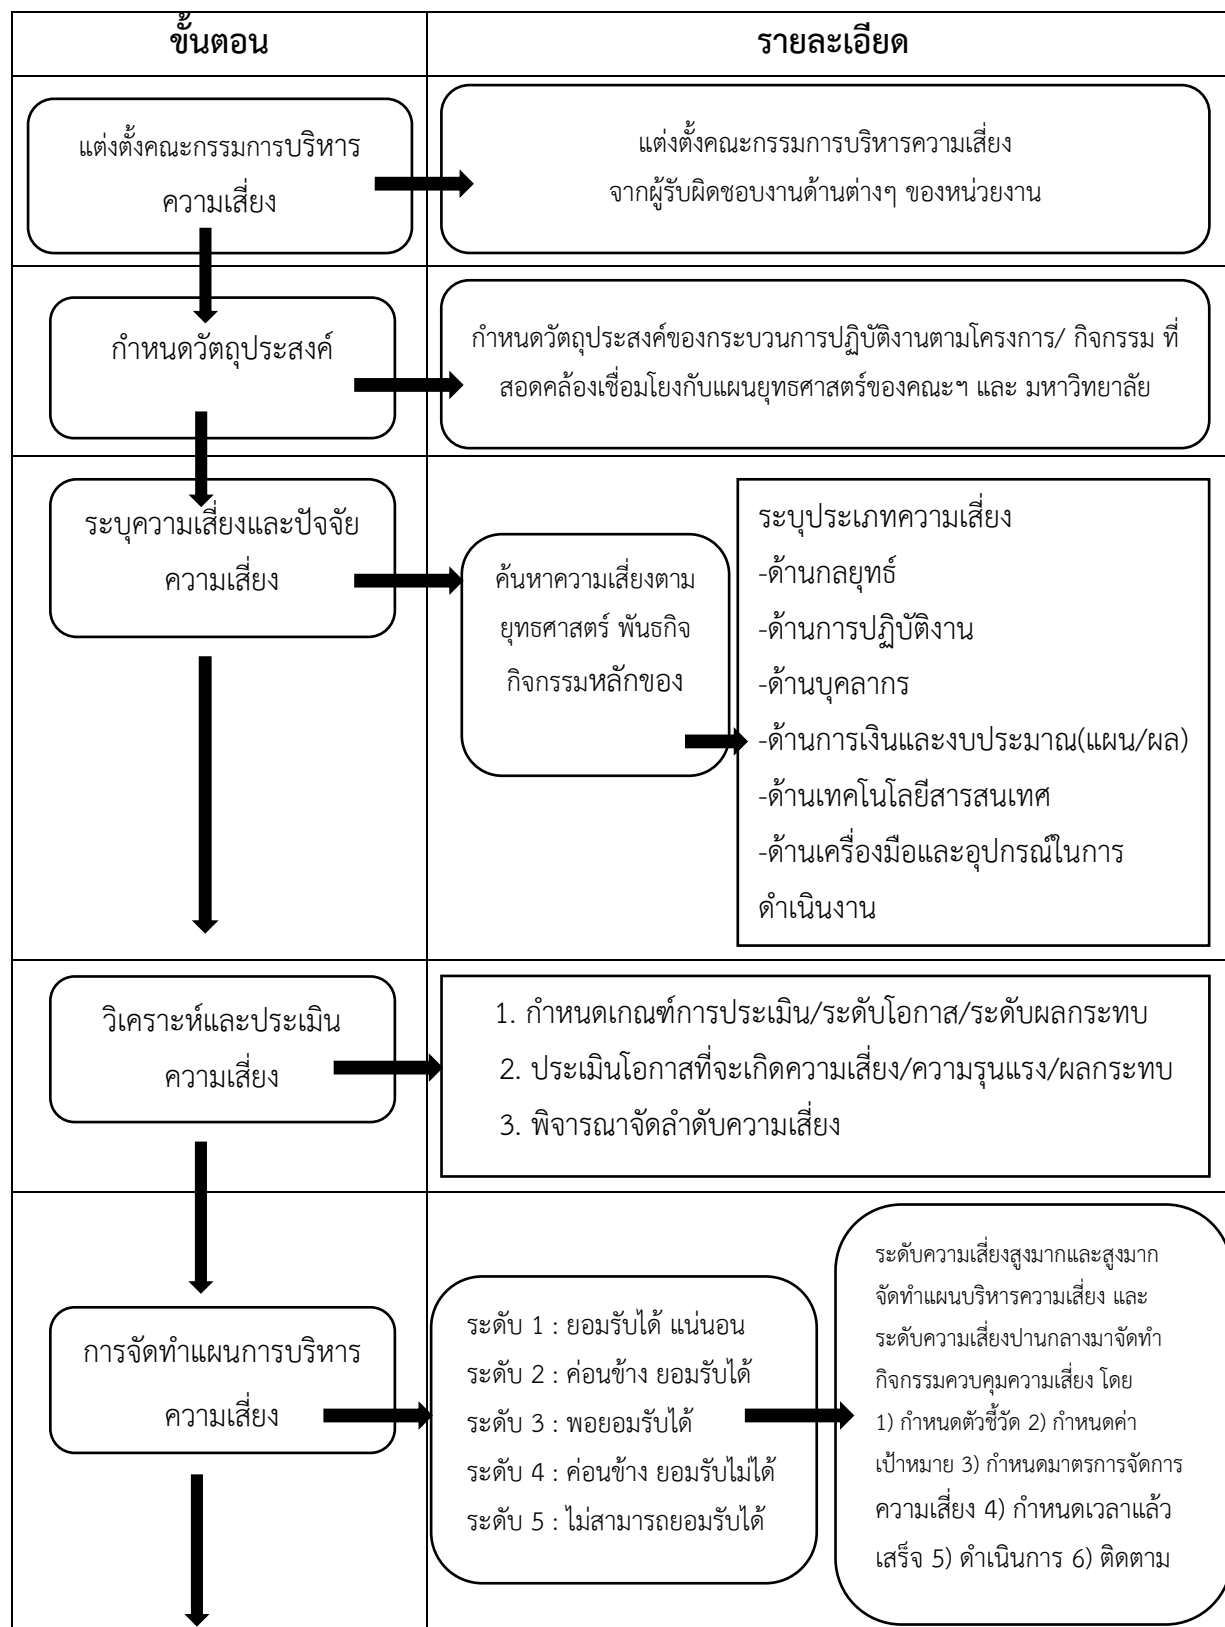 ขั้นตอน
รายละเอียด
แต่งตั้งคณะกรรมการบริหาร
ความเสี่ยง
แต่งตั้งคณะกรรมการบริหารความเสี่ยง
จากผู้รับผิดชอบงานด้านต่างๆ ของหน่วยงาน
กำหนดวัตถุประสงค์
กำหนดวัตถุประสงค์ของกระบวนการปฏิบัติงานตามโครงการ/ กิจกรรม ที่
สอดคล้องเชื่อมโยงกับแผนยุทธศาสตร์ของคณะฯ และ มหาวิทยาลัย
ระบุความเสี่ยงและปัจจัย
ความเสี่ยง
ค้นหาความเสี่ยงตาม
ยุทธศาสตร์ พันธกิจ
กิจกรรมหลักของ
ระบุประเภทความเสี่ยง
-ด้านกลยุทธ์
-ด้านการปฏิบัติงาน
-ด้านบุคลากร
-ด้านการเงินและงบประมาณ(แผน/ผล)
-ด้านเทคโนโลยีสารสนเทศ
-ด้านเครื่องมือและอุปกรณ์ในการ
ดำเนินงาน
วิเคราะห์และประเมิน
ความเสี่ยง
1. กำหนดเกณฑ์การประเมิน/ระดับโอกาส/ระดับผลกระทบ
2. ประเมินโอกาสที่จะเกิดความเสี่ยง/ความรุนแรง/ผลกระทบ
3. พิจารณาจัดลำดับความเสี่ยง
การจัดทำแผนการบริหาร
ความเสี่ยง
ระดับ 1 : ยอมรับได้ แน่นอน
ระดับ 2 : ค่อนข้าง ยอมรับได้
ระดับ 3 : พอยอมรับได้
ระดับ 4 : ค่อนข้าง ยอมรับไม่ได้
ระดับ 5 : ไม่สามารถยอมรับได้
ระดับความเสี่ยงสูงมากและสูงมาก
จัดทำแผนบริหารความเสี่ยง และ
ระดับความเสี่ยงปานกลางมาจัดทำ
กิจกรรมควบคุมความเสี่ยง โดย
1) กำหนดตัวชี้วัด 2) กำหนดค่า
เป้าหมาย 3) กำหนดมาตรการจัดการ
ความเสี่ยง 4) กำหนดเวลาแล้ว
เสร็จ 5) ดำเนินการ 6) ติดตาม